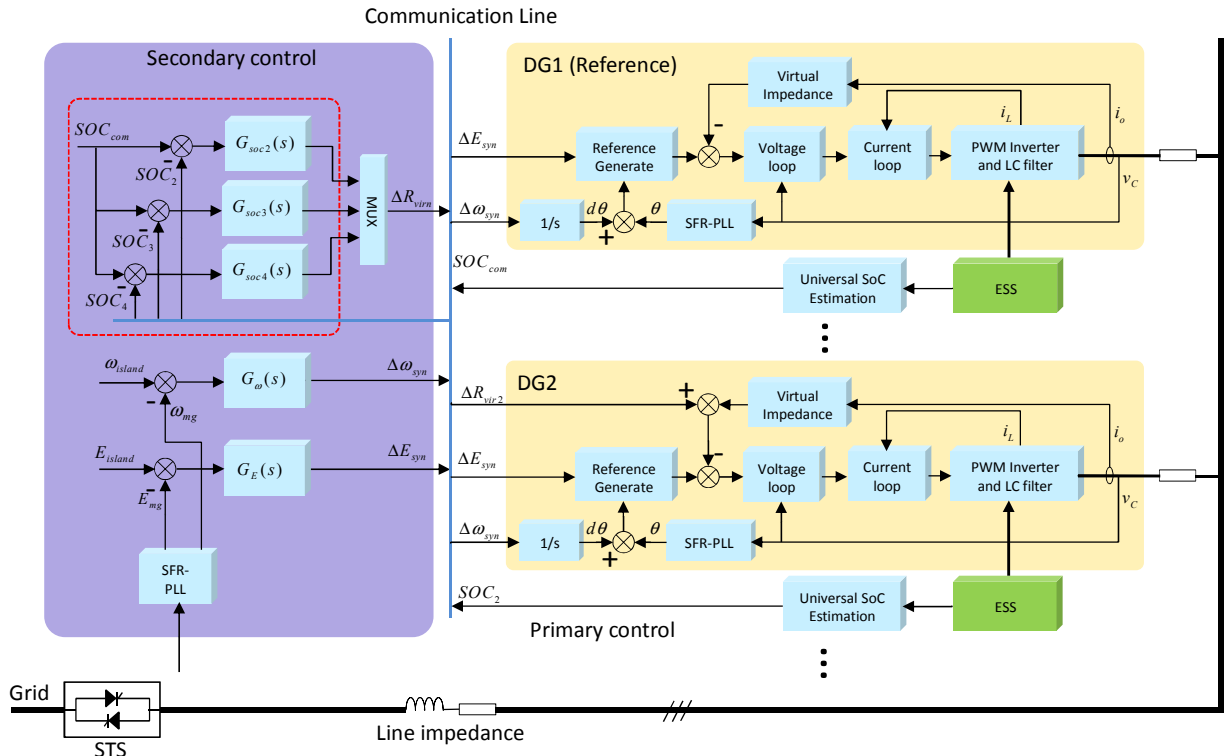 Communication Line
Secondary control
SOC_com
SOC_2
SOC_3
SOC_4
-
-
-
G_soc2(s)
G_soc3(s)
G_soc4(s)
MUX
ΔR_virn
ω_island
-
ω_mg
G_ω(s)
Δω_syn
E_island
-
E_mg
G_E(s)
ΔE_syn
SFR-
PLL
DG1 (Reference)
Virtual
Impedance
ΔE_syn
Reference
Generate
-
Voltage
loop
Current
loop
i_L
PWM Inverter
and LC filter
i_o
v_C
Δω_syn
1/s
dθ
+
θ
SFR-PLL
SOC_com
Universal SoC
Estimation
ESS
DG2
ΔR_vir2
+
Virtual
Impedance
ΔE_syn
Reference
Generate
-
Voltage
loop
Current
loop
i_L
PWM Inverter
and LC filter
i_o
v_C
Δω_syn
1/s
dθ
+
θ
SFR-PLL
SOC_2
Universal SoC
Estimation
ESS
Primary control
Grid
STS
Line impedance